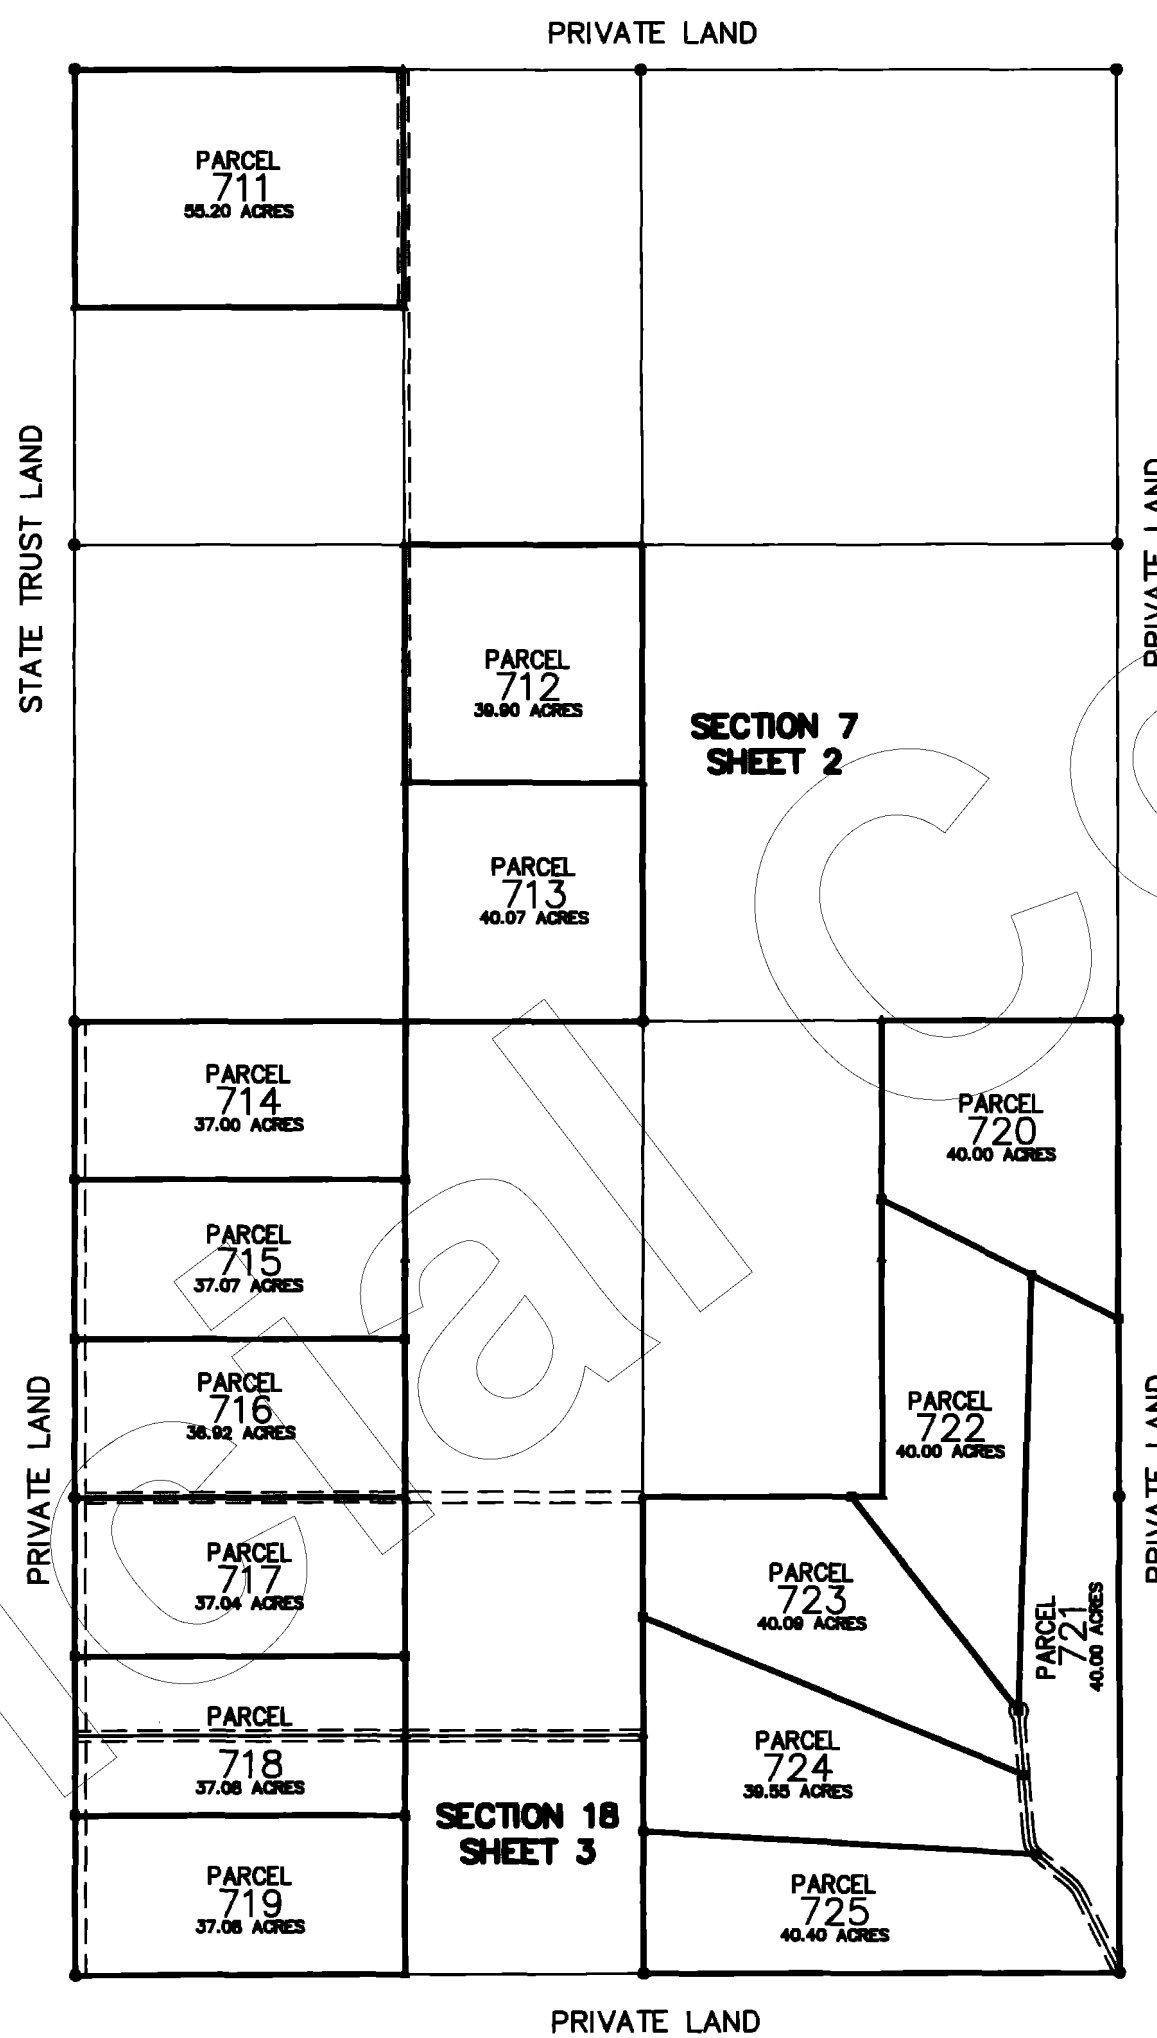 PRIVATE LAND
PARCEL
711
55.20 ACRES
STATE TRUST LAND
PRIVATE LAND
PARCEL
712
39.90 ACRES
SECTION 7
SHEET 2
PARCEL
713
40.07 ACRES
PARCEL
714
37.00 ACRES
PARCEL
720
40.00 ACRES
PARCEL
715
37.07 ACRES
PARCEL
716
36.92 ACRES
PARCEL
722
40.00 ACRES
PRIVATE LAND
PRIVATE LAND
PARCEL
717
37.04 ACRES
PARCEL
723
40.09 ACRES
PARCEL
721
40.00 ACRES
PARCEL
718
37.08 ACRES
PARCEL
724
39.55 ACRES
SECTION 18
SHEET 3
PARCEL
719
37.08 ACRES
PARCEL
725
40.40 ACRES
PRIVATE LAND